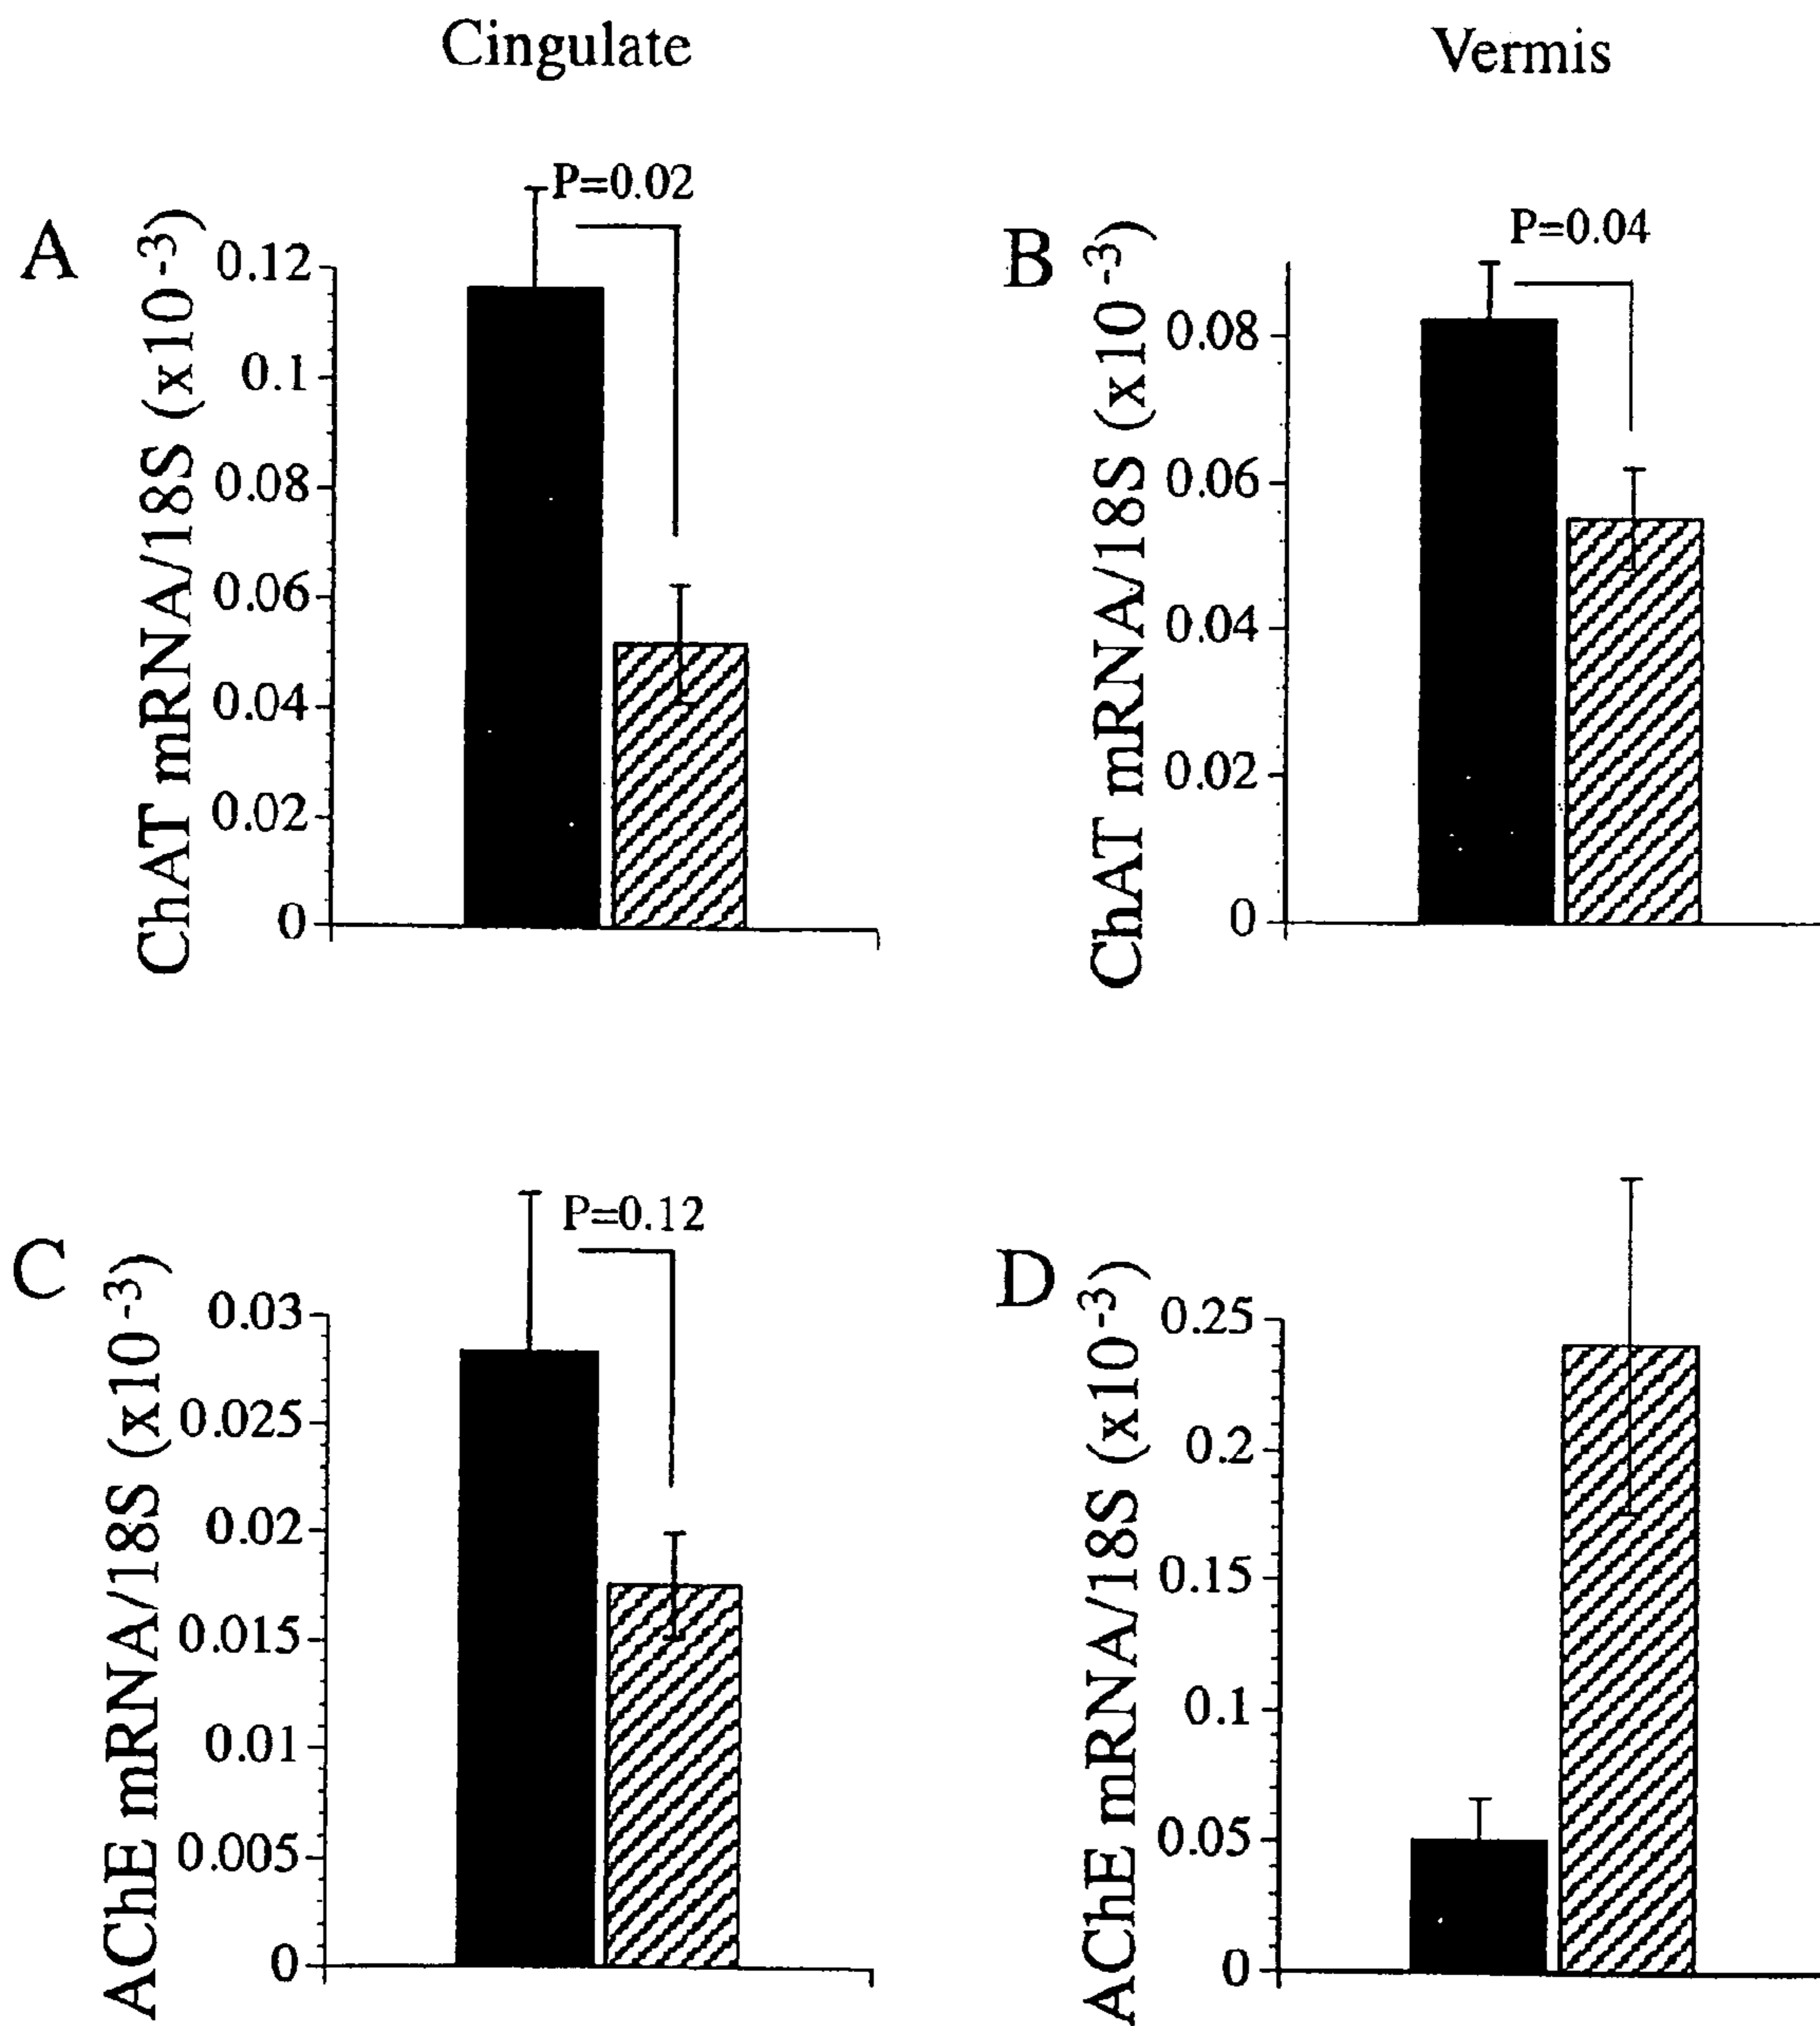 Cingulate
Vermis
A
ChAT mRNA/18S (x10-3)
P=0.02
0.12
0.1
0.08
0.06
0.04
0.02
0
B
ChAT mRNA/18S (x10-3)
P=0.04
0.08
0.06
0.04
0.02
0
C
AChE mRNA/18S (x10-3)
P=0.12
0.03
0.025
0.02
0.015
0.01
0.005
0
D
AChE mRNA/18S (x10-3)
0.25
0.2
0.15
0.1
0.05
0